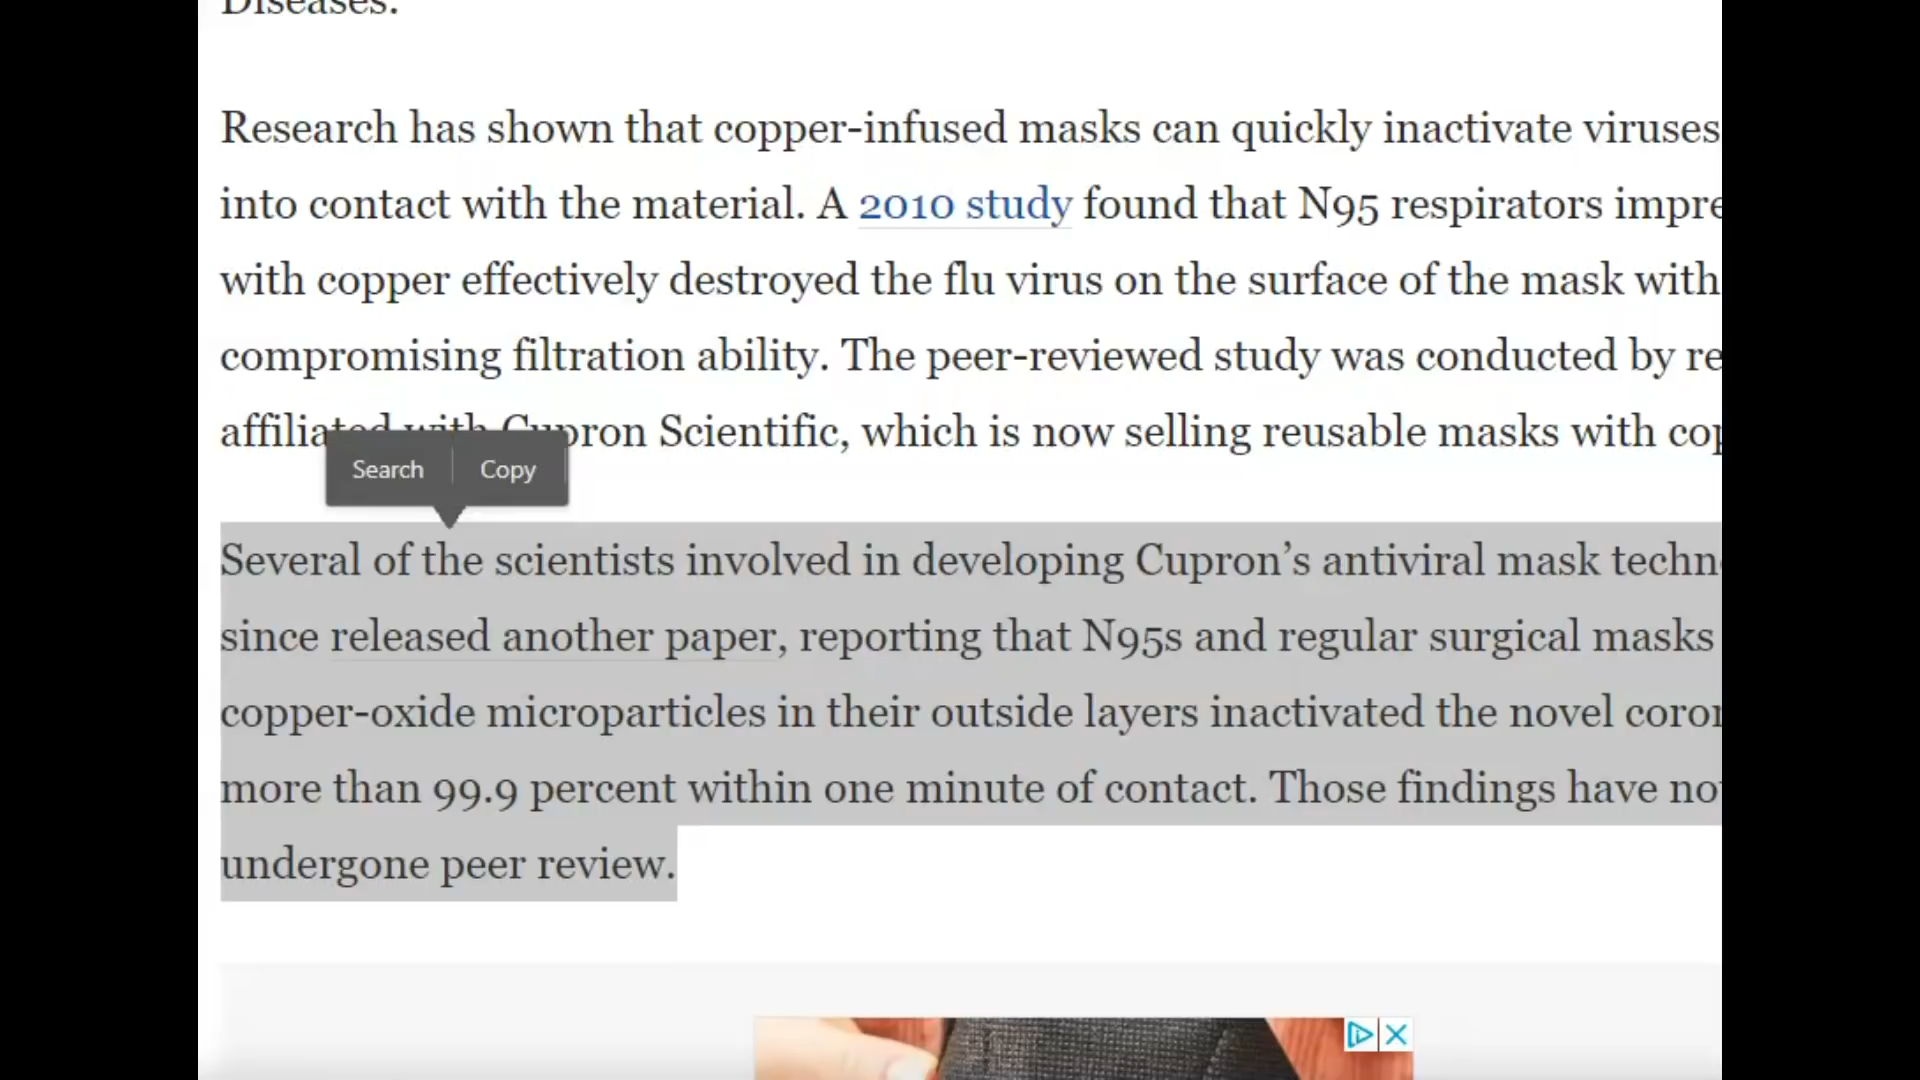 Diseases.
Research has shown that copper-infused masks can quickly inactivate viruses
into contact with the material. A 2010 study found that N95 respirators impre
with copper effectively destroyed the flu virus on the surface of the mask with
compromising filtration ability. The peer-reviewed study was conducted by re
affiliated with Cupron Scientific, which is now selling reusable masks with cop
Search Copy
Several of the scientists involved in developing Cupron’s antiviral mask techn
since released another paper, reporting that N95s and regular surgical masks
copper-oxide microparticles in their outside layers inactivated the novel coron
more than 99.9 percent within one minute of contact. Those findings have no
undergone peer review.